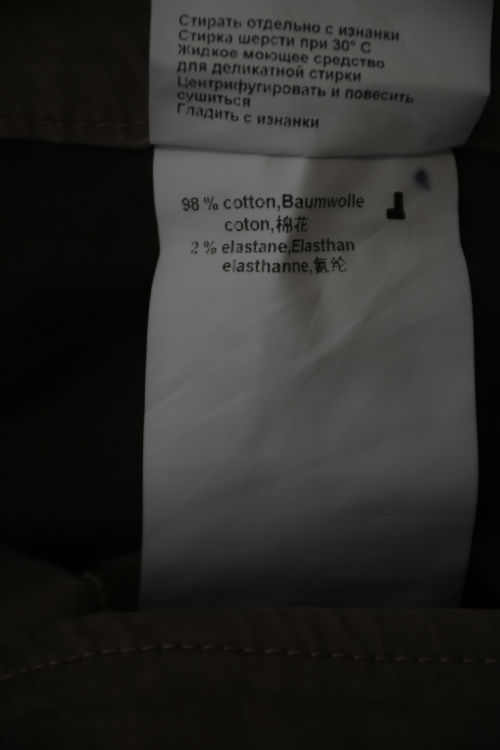 Стирать отдельно с изнанки
Стирка шерсти при 30° C
Жидкое моющее средство
для деликатной стирки
Центрифугировать и повесить
сушиться
Гладить с изнанки
98 % cotton,Baumwolle
coton,棉花
2 % elastane,Elasthan
elasthanne,氨纶